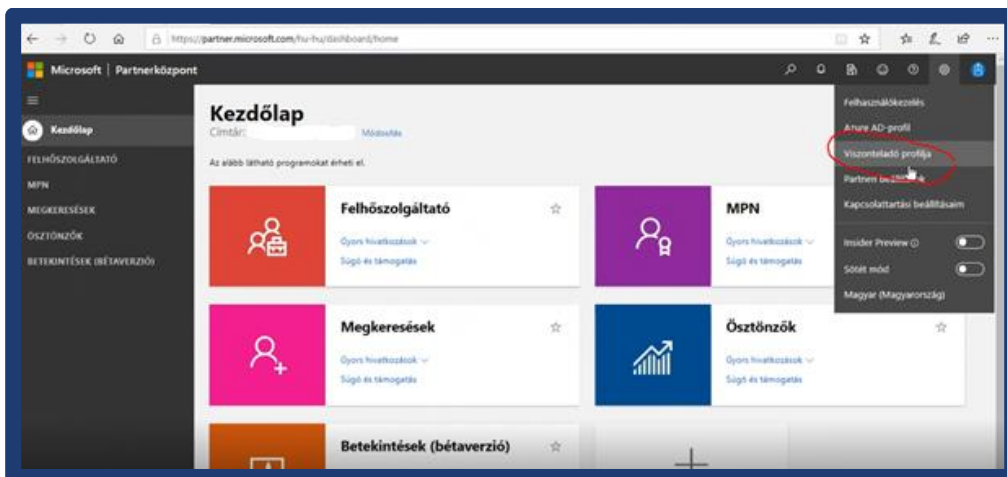 https://partner.microsoft.com/hu-hu/dashboard/home
Microsoft | Partnerközpont
Kezdőlap
FELHŐSZOLGÁLTATÓ
MPN
MEGKERESÉSEK
ÖSZTÖNZŐK
BETEKINTÉSEK (BÉTAVERZIÓ)
Kezdőlap
Címtár:
Módosítás
Az alább látható programokat érheti el.
Felhőszolgáltató
Gyors hivatkozások
Súgó és támogatás
MPN
Gyors hivatkozások
Súgó és támogatás
Megkeresések
Gyors hivatkozások
Súgó és támogatás
Ösztönzők
Gyors hivatkozások
Súgó és támogatás
Betekintések (bétaverzió)
Felhasználókezelés
Azure AD-profil
Viszonteladó profilja
Partneri
Kapcsolattartási beállításaim
Insider Preview
Sötét mód
Magyar (Magyarország)